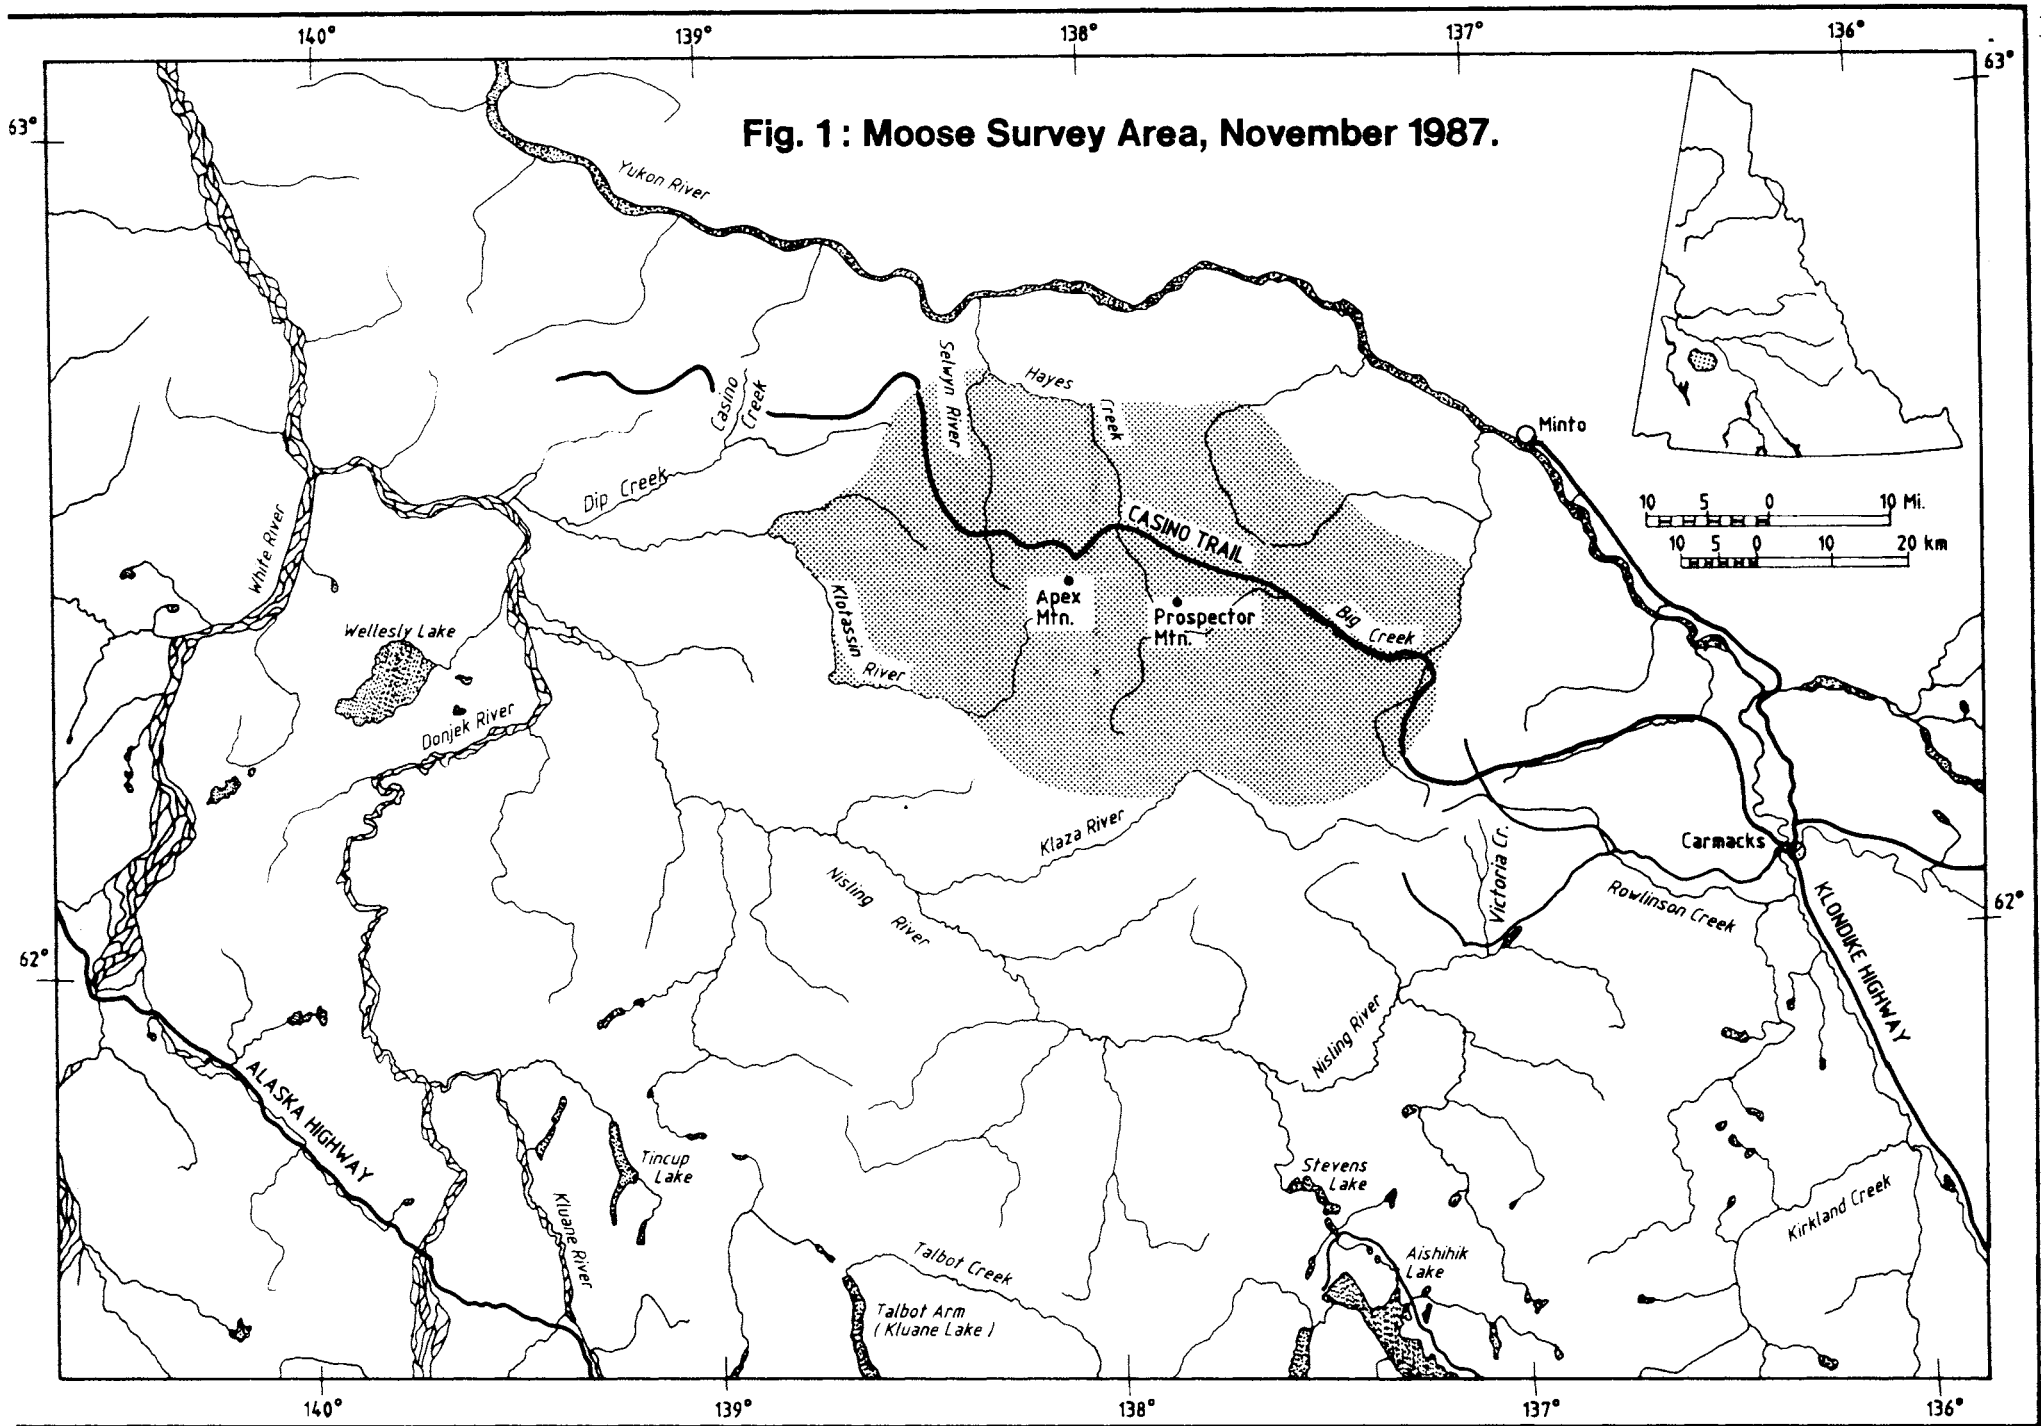 140°
139°
138°
137°
136°
63°
63°
Fig. 1: Moose Survey Area, November 1987.
Yukon River
Selwyn River
Hayes
Creek
Casino
Creek
Minto
Dip Creek
10 5 0 10 Mi.
10 5 0 10 20 km
CASINO TRAIL
White River
Apex
Mtn.
Prospector
Mtn.
Klotassin
River
Big Creek
Wellesly Lake
Donjek River
Klaza River
Carmacks
Victoria Cr.
Nisling
River
Rowlinson Creek
KLONDIKE HIGHWAY
62°
62°
Nisling River
ALASKA HIGHWAY
Tincup
Lake
Stevens
Lake
Kluane River
Kirkland Creek
Talbot Creek
Aishihik
Lake
Talbot Arm
(Kluane Lake)
140°
139°
138°
137°
136°